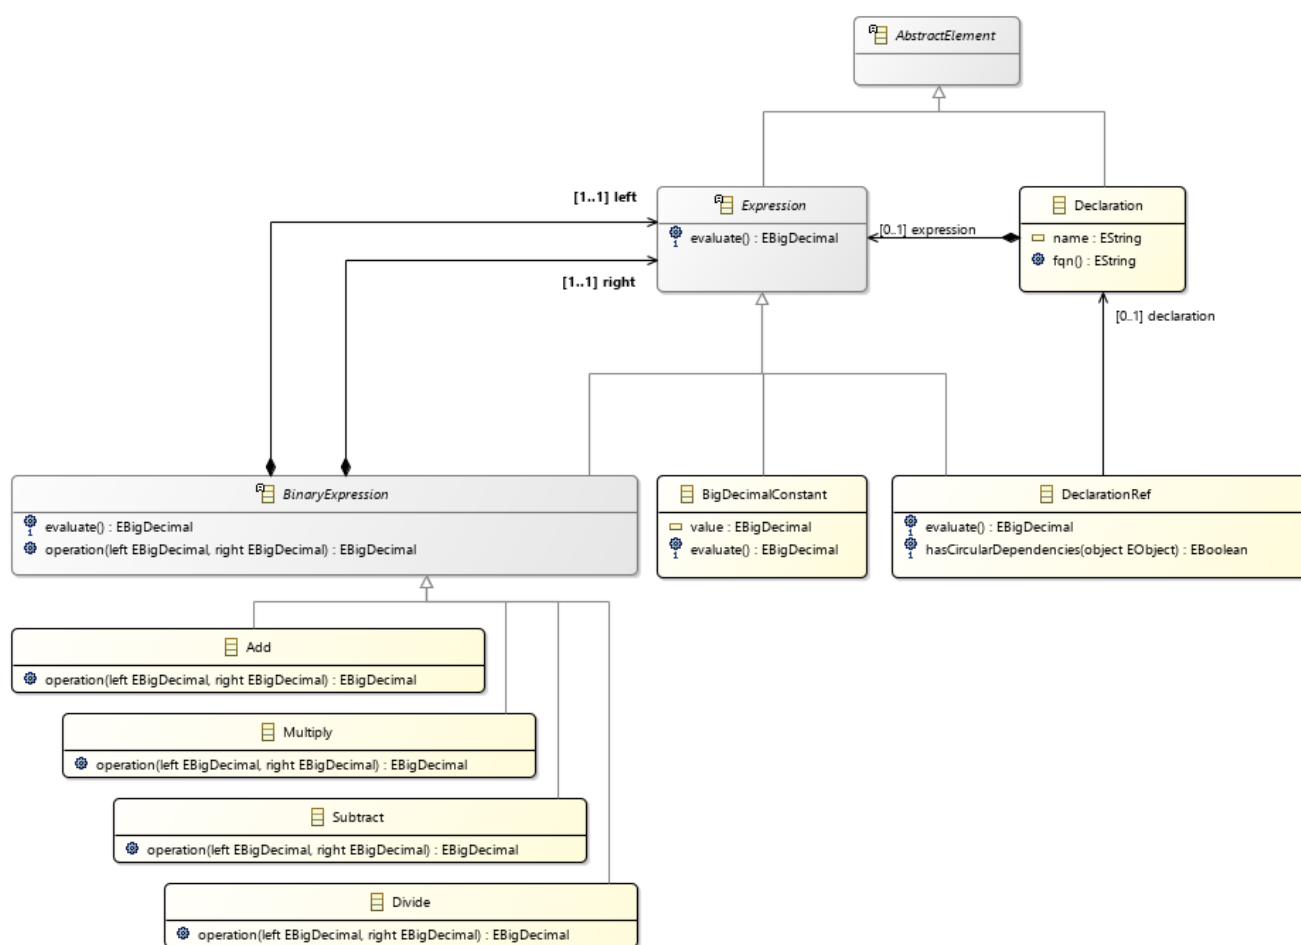 AbstractElement
[1..1] left
Expression
evaluate() : EBigDecimal
[0..1] expression
Declaration
name : EString
fqn() : EString
[1..1] right
[0..1] declaration
BinaryExpression
evaluate() : EBigDecimal
operation(left EBigDecimal, right EBigDecimal) : EBigDecimal
BigDecimalConstant
value : EBigDecimal
evaluate() : EBigDecimal
DeclarationRef
evaluate() : EBigDecimal
hasCircularDependencies(object EObject) : EBoolean
Add
operation(left EBigDecimal, right EBigDecimal) : EBigDecimal
Multiply
operation(left EBigDecimal, right EBigDecimal) : EBigDecimal
Subtract
operation(left EBigDecimal, right EBigDecimal) : EBigDecimal
Divide
operation(left EBigDecimal, right EBigDecimal) : EBigDecimal